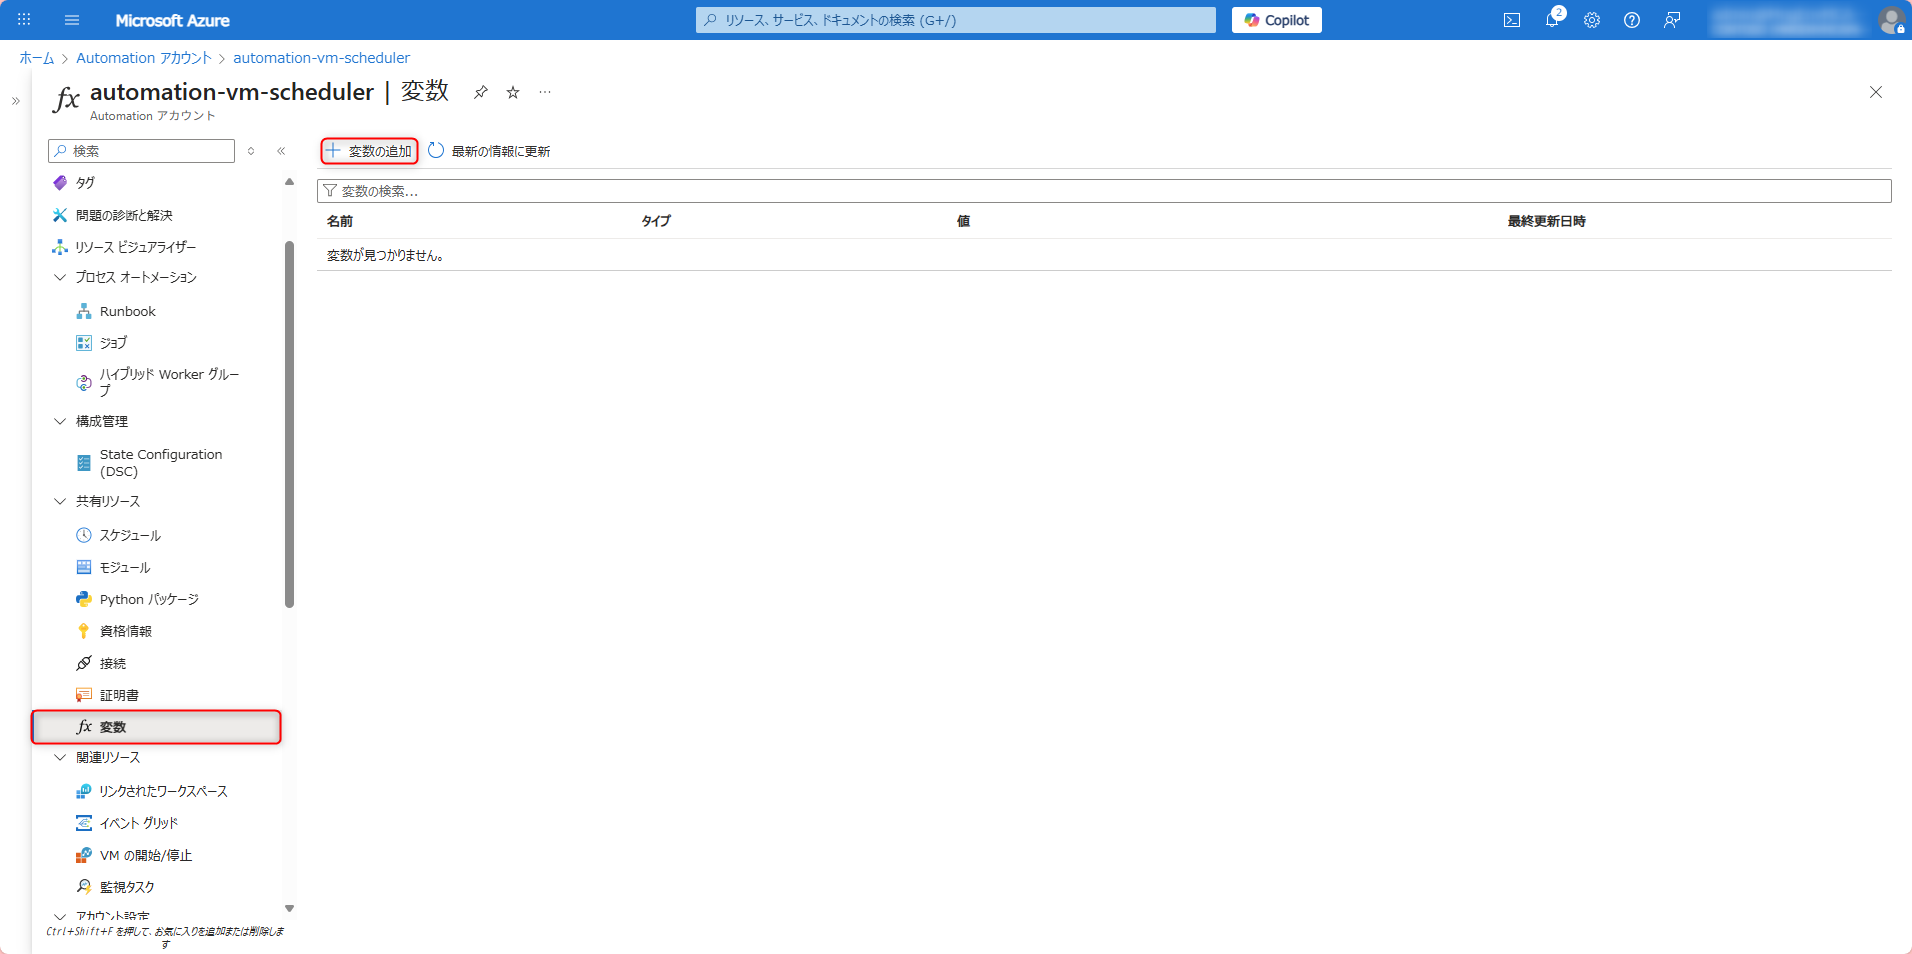 Microsoft Azure
リソース、サービス、ドキュメントの検索 (G+/)
Copilot
2
ホーム > Automation アカウント > automation-vm-scheduler
automation-vm-scheduler | 変数
Automation アカウント
検索
変数の追加
最新の情報に更新
変数の検索...
名前 タイプ 値 最終更新日時
変数が見つかりません。
タグ
問題の診断と解決
リソース ビジュアライザー
プロセス オートメーション
Runbook
ジョブ
ハイブリッド Worker グルー
プ
構成管理
State Configuration
(DSC)
共有リソース
スケジュール
モジュール
Python パッケージ
資格情報
接続
証明書
fx 変数
関連リソース
リンクされたワークスペース
イベント グリッド
VM の開始/停止
監視タスク
アカウント設定
Ctrl+Shift+F を押して、お気に入りを追加または削除しま
す